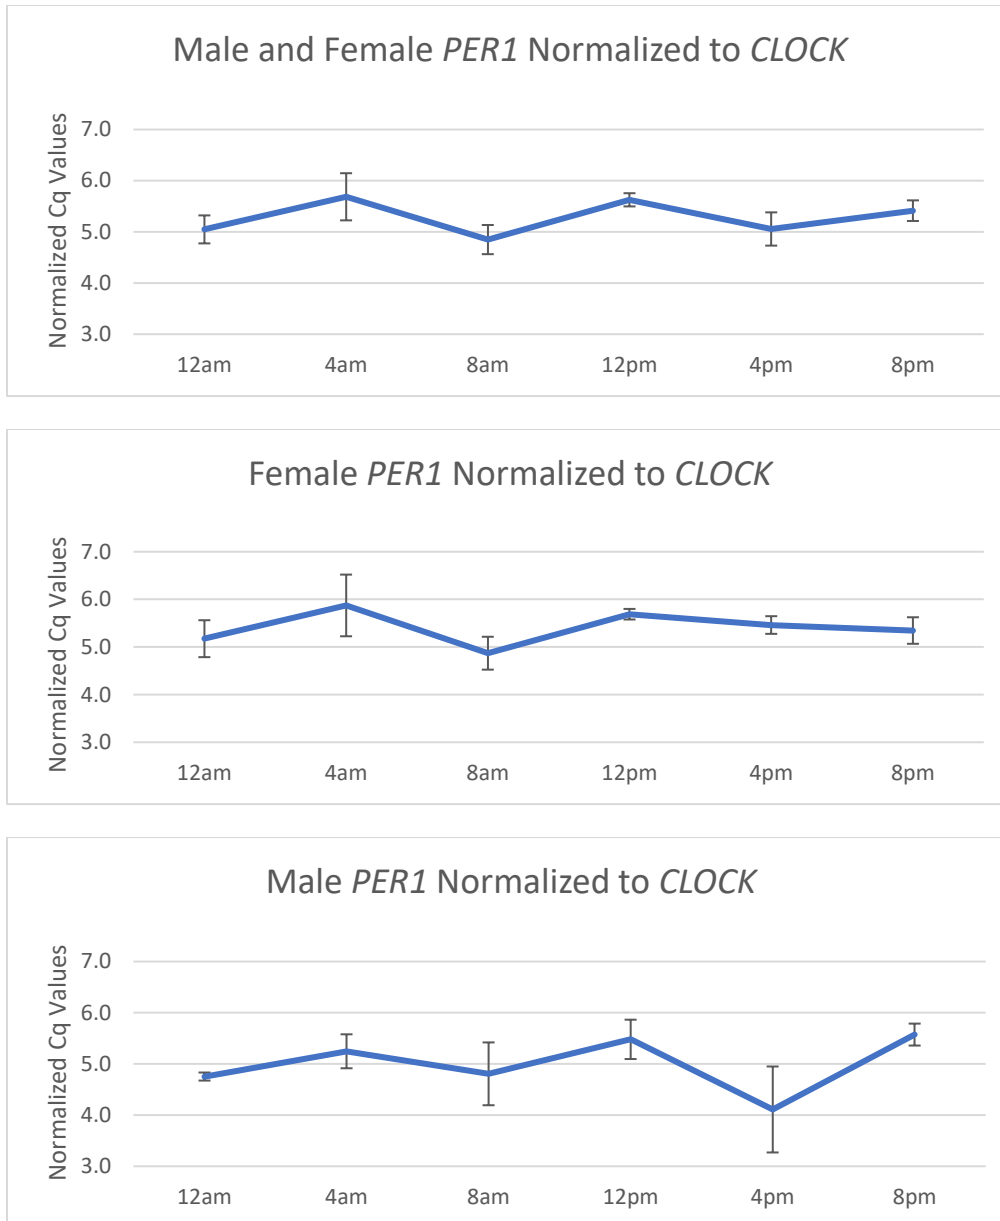 Male and Female PER1 Normalized to CLOCK
Normalized Cq Values
7.0
6.0
5.0
4.0
3.0
12am 4am 8am 12pm 4pm 8pm
Female PER1 Normalized to CLOCK
Normalized Cq Values
7.0
6.0
5.0
4.0
3.0
12am 4am 8am 12pm 4pm 8pm
Male PER1 Normalized to CLOCK
Normalized Cq Values
7.0
6.0
5.0
4.0
3.0
12am 4am 8am 12pm 4pm 8pm